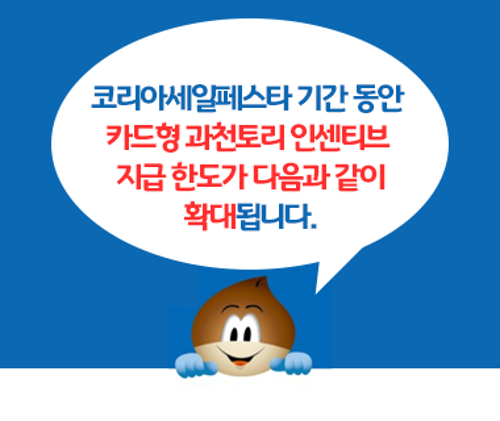 코리아세일페스타 기간 동안
카드형 과천토리 인센티브
지급 한도가 다음과 같이
확대됩니다.